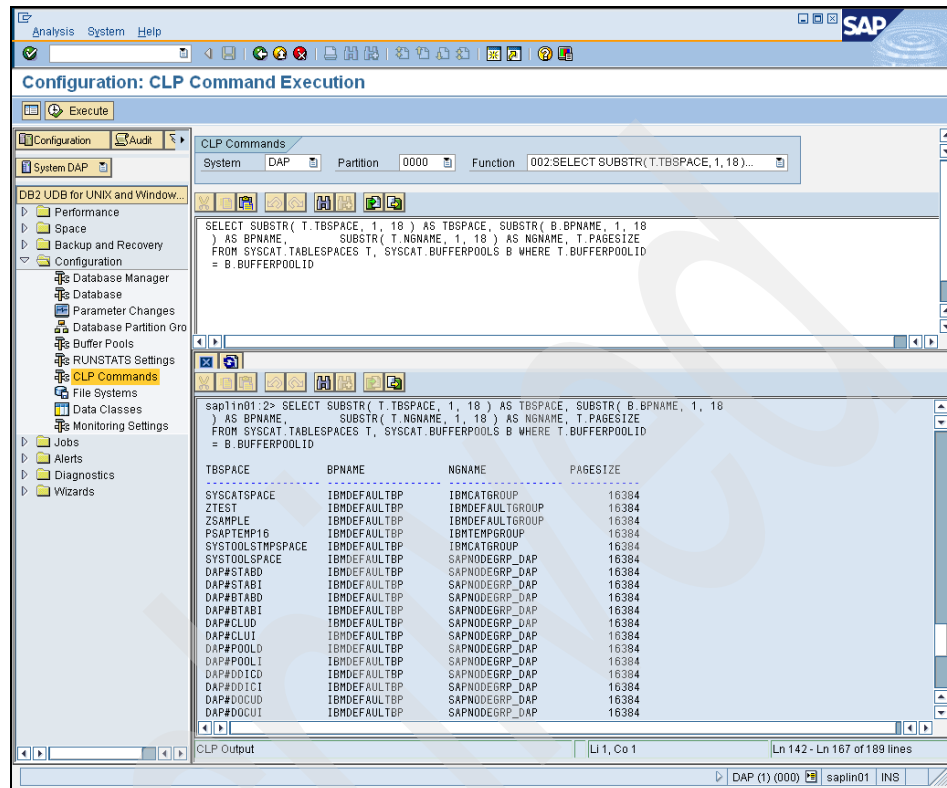 Analysis System Help
SAP
Configuration: CLP Command Execution
Execute
Configuration Audit
System DAP
DB2 UDB for UNIX and Window...
Performance
Space
Backup and Recovery
Configuration
Database Manager
Database
Parameter Changes
Database Partition Gro
Buffer Pools
RUNSTATS Settings
CLP Commands
File Systems
Data Classes
Monitoring Settings
Jobs
Alerts
Diagnostics
Wizards
CLP Commands
System DAP Partition 0000 Function 002:SELECT SUBSTR( T.TBSPACE, 1, 18 )...
SELECT SUBSTR( T.TBSPACE, 1, 18 ) AS TBSPACE, SUBSTR( B.BPNAME, 1, 18
) AS BPNAME, SUBSTR( T.NGNAME, 1, 18 ) AS NGNAME, T.PAGESIZE
FROM SYSCAT.TABLESPACES T, SYSCAT.BUFFERPOOLS B WHERE T.BUFFERPOOLID
= B.BUFFERPOOLID
saplin01:2> SELECT SUBSTR( T.TBSPACE, 1, 18 ) AS TBSPACE, SUBSTR( B.BPNAME, 1, 18
) AS BPNAME, SUBSTR( T.NGNAME, 1, 18 ) AS NGNAME, T.PAGESIZE
FROM SYSCAT.TABLESPACES T, SYSCAT.BUFFERPOOLS B WHERE T.BUFFERPOOLID
= B.BUFFERPOOLID
TBSPACE BPNAME NGNAME PAGESIZE
------------------ ------------------ ------------------ -----------
SYSCATSPACE IBMDEFAULTBP IBMCATGROUP 16384
ZTEST IBMDEFAULTBP IBMDEFAULTGROUP 16384
ZSAMPLE IBMDEFAULTBP IBMDEFAULTGROUP 16384
PSAPTEMP16 IBMDEFAULTBP IBMTEMPGROUP 16384
SYSTOOLSTMPSPACE IBMDEFAULTBP IBMCATGROUP 16384
SYSTOOLSPACE IBMDEFAULTBP SAPNODEGRP_DAP 16384
DAP#STABD IBMDEFAULTBP SAPNODEGRP_DAP 16384
DAP#STABI IBMDEFAULTBP SAPNODEGRP_DAP 16384
DAP#BTABD IBMDEFAULTBP SAPNODEGRP_DAP 16384
DAP#BTABI IBMDEFAULTBP SAPNODEGRP_DAP 16384
DAP#CLUD IBMDEFAULTBP SAPNODEGRP_DAP 16384
DAP#CLUI IBMDEFAULTBP SAPNODEGRP_DAP 16384
DAP#POOLD IBMDEFAULTBP SAPNODEGRP_DAP 16384
DAP#POOLI IBMDEFAULTBP SAPNODEGRP_DAP 16384
DAP#DDICD IBMDEFAULTBP SAPNODEGRP_DAP 16384
DAP#DDICI IBMDEFAULTBP SAPNODEGRP_DAP 16384
DAP#DOCUD IBMDEFAULTBP SAPNODEGRP_DAP 16384
DAP#DOCUI IBMDEFAULTBP SAPNODEGRP_DAP 16384
CLP Output Li 1, Co 1 Ln 142 - Ln 167 of 189 lines
DAP (1) (000) saplin01 INS